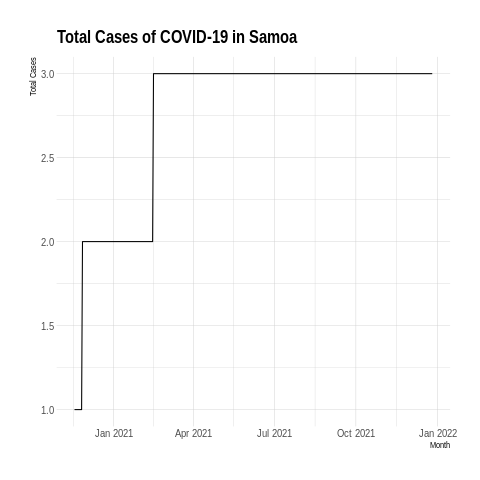 Total Cases of COVID-19 in Samoa
Total Cases
3.0
2.5
2.0
1.5
1.0
Jan 2021 Apr 2021 Jul 2021 Oct 2021 Jan 2022
Month